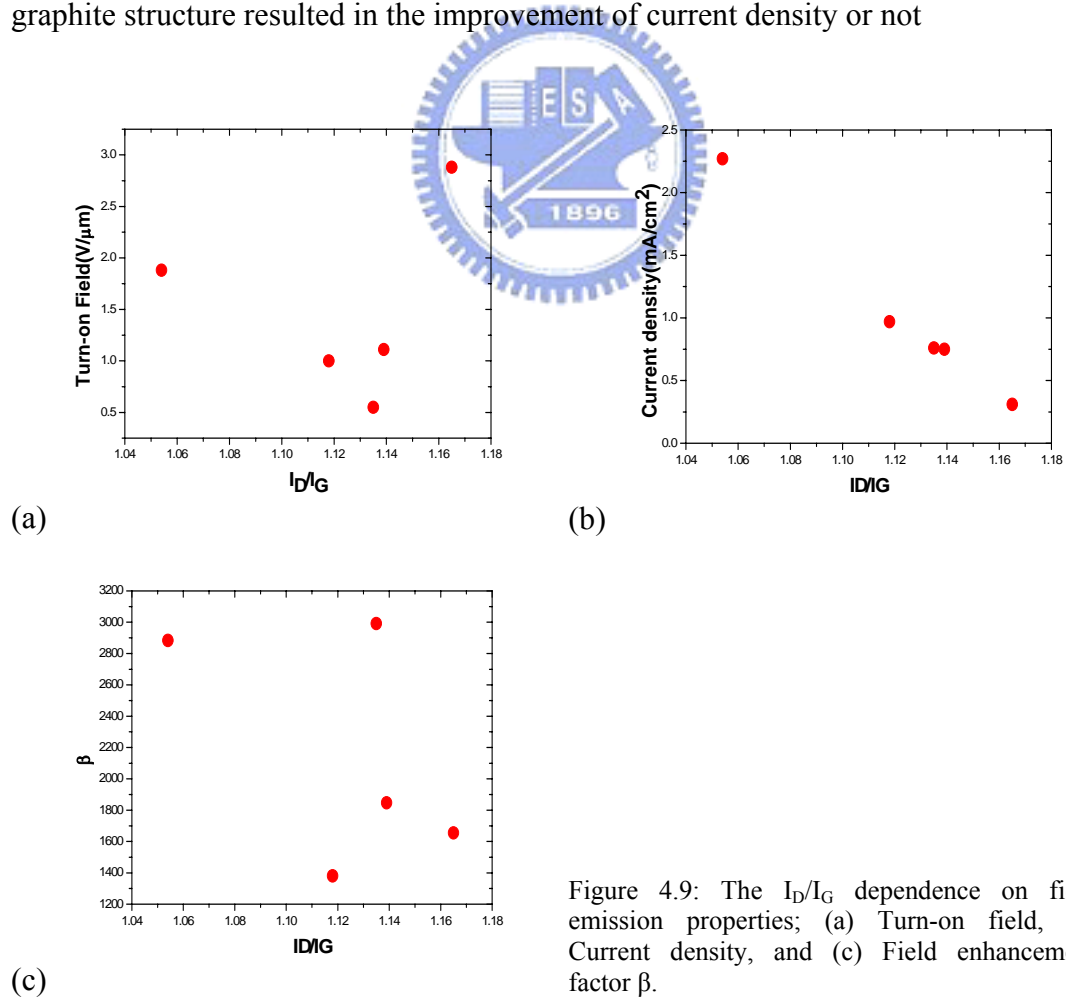 graphite structure resulted in the improvement of current density or not
E S A
1896
3.0
2.5
2.0
1.5
1.0
0.5
Turn-on Field(V/μm)
1.04 1.06 1.08 1.10 1.12 1.14 1.16 1.18
I_D/I_G
(a)
2.5
2.0
1.5
1.0
0.5
0.0
Current density(mA/cm²)
1.04 1.06 1.08 1.10 1.12 1.14 1.16 1.18
ID/IG
(b)
3200
3000
2800
2600
2400
2200
2000
1800
1600
1400
1200
β
1.04 1.06 1.08 1.10 1.12 1.14 1.16 1.18
ID/IG
(c)
Figure 4.9: The I_D/I_G dependence on fi
emission properties; (a) Turn-on field,
Current density, and (c) Field enhancem
factor β.